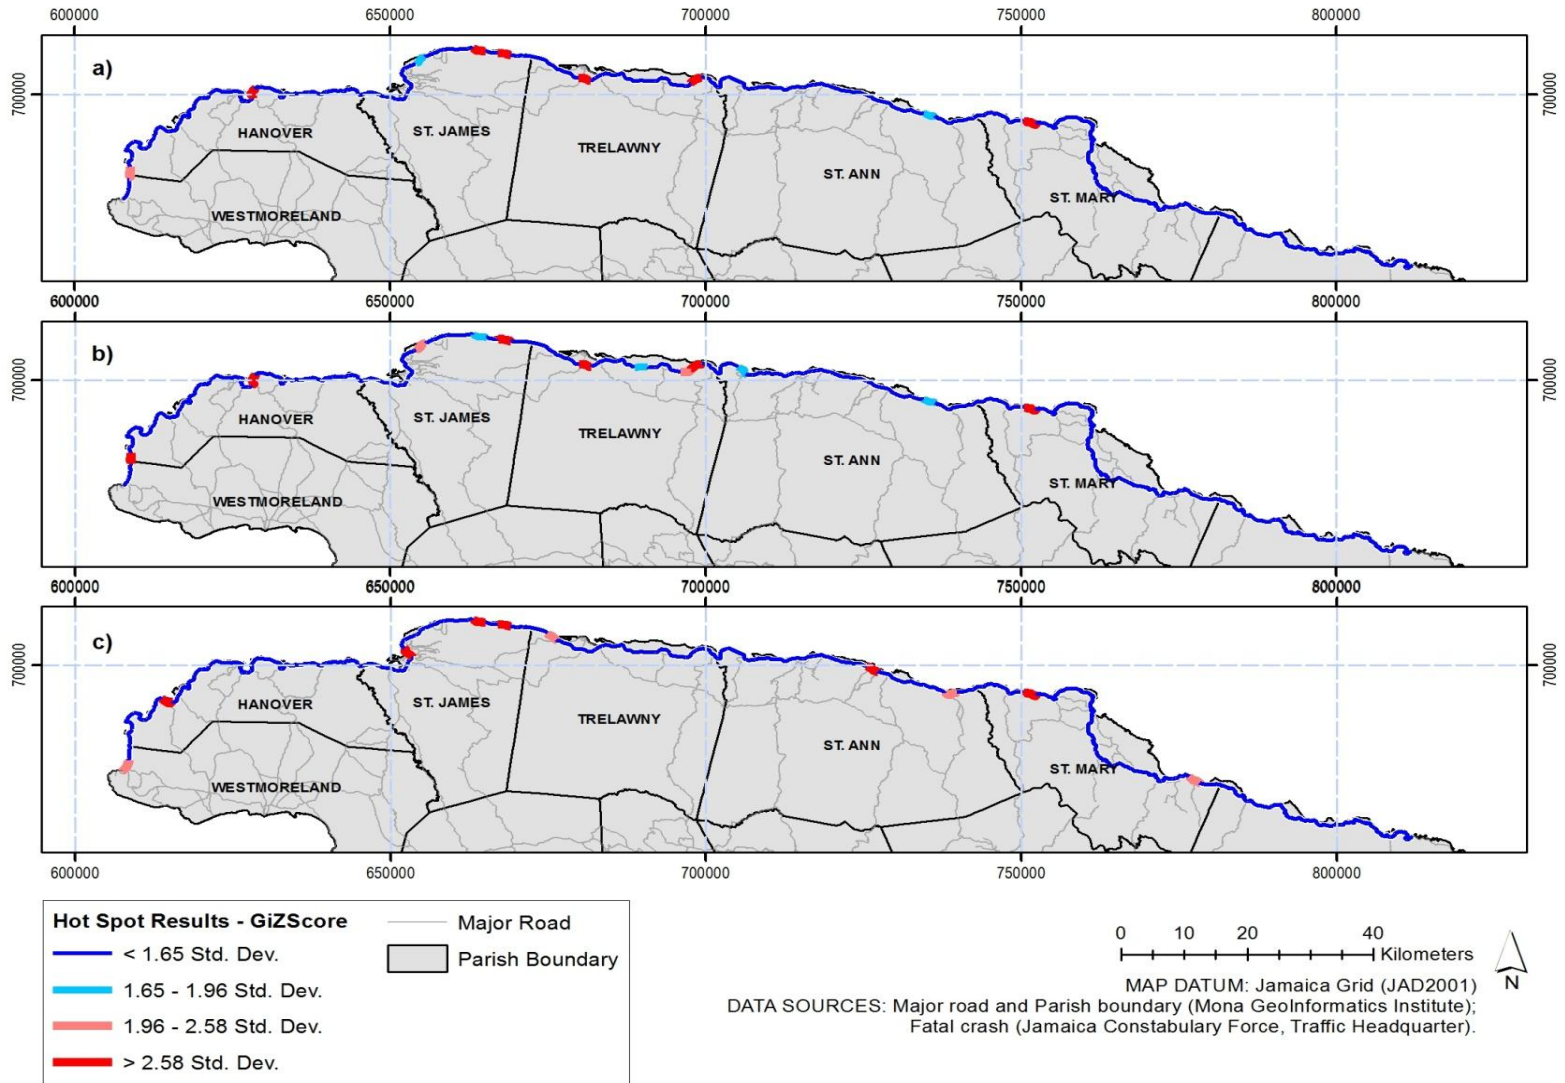 600000 650000 700000 750000 800000
a)
700000
700000
HANOVER
ST. JAMES
TRELAWNY
ST. ANN
ST. MARY
WESTMORELAND
600000 650000 700000 750000 800000
b)
700000
700000
HANOVER
ST. JAMES
TRELAWNY
ST. ANN
ST. MARY
WESTMORELAND
600000 650000 700000 750000 800000
c)
700000
700000
HANOVER
ST. JAMES
TRELAWNY
ST. ANN
ST. MARY
WESTMORELAND
600000 650000 700000 750000 800000
Hot Spot Results - GiZScore
< 1.65 Std. Dev.
1.65 - 1.96 Std. Dev.
1.96 - 2.58 Std. Dev.
> 2.58 Std. Dev.
Major Road
Parish Boundary
0 10 20 40
Kilometers
N
MAP DATUM: Jamaica Grid (JAD2001)
DATA SOURCES: Major road and Parish boundary (Mona GeoInformatics Institute);
Fatal crash (Jamaica Constabulary Force, Traffic Headquarter).